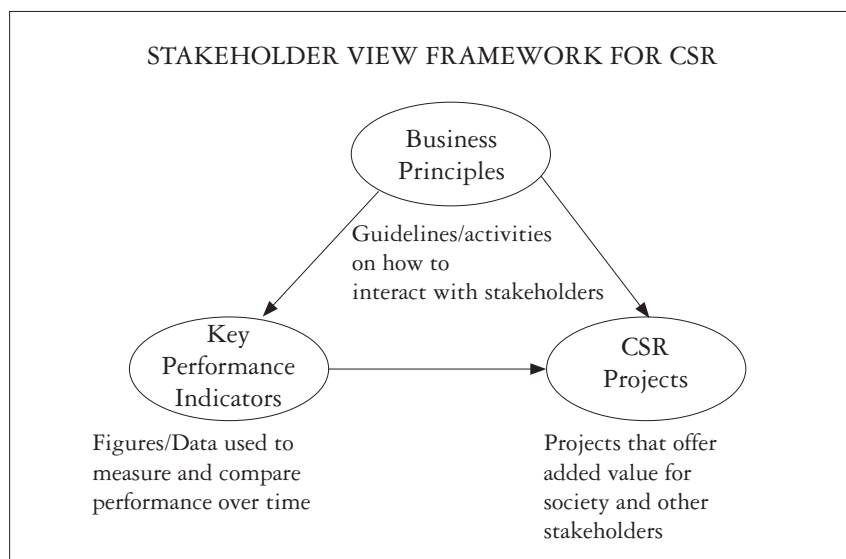 STAKEHOLDER VIEW FRAMEWORK FOR CSR
Business
Principles
Guidelines/activities
on how to
interact with stakeholders
Key
Performance
Indicators
CSR
Projects
Figures/Data used to
measure and compare
performance over time
Projects that offer
added value for
society and other
stakeholders